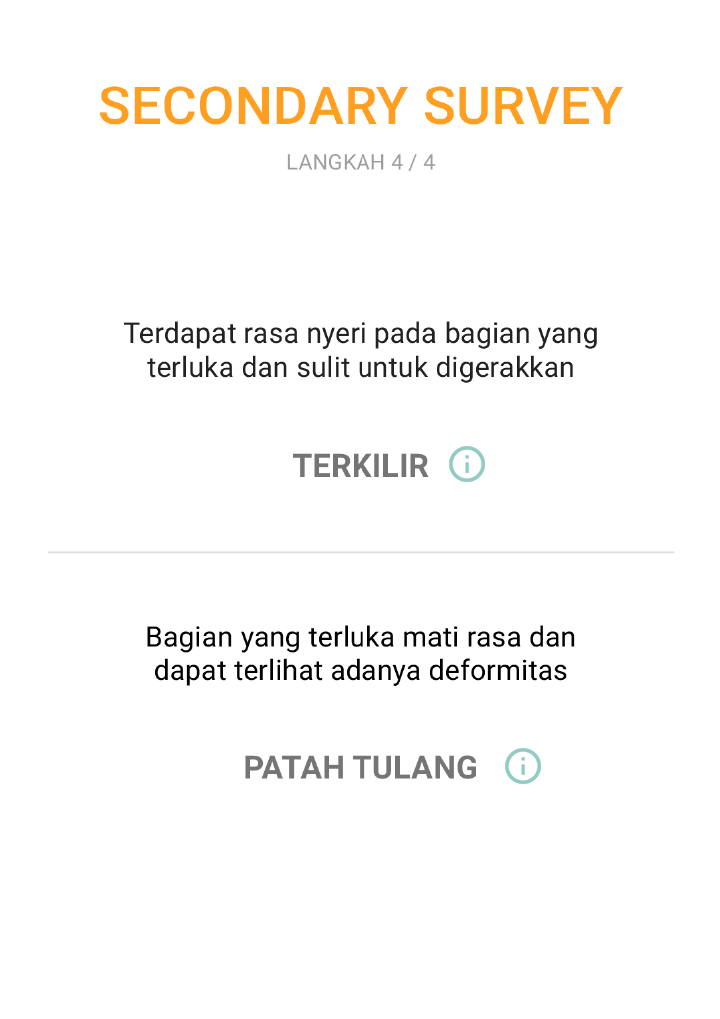 SECONDARY SURVEY
LANGKAH 4 / 4
Terdapat rasa nyeri pada bagian yang
terluka dan sulit untuk digerakkan
TERKILIR
Bagian yang terluka mati rasa dan
dapat terlihat adanya deformitas
PATAH TULANG